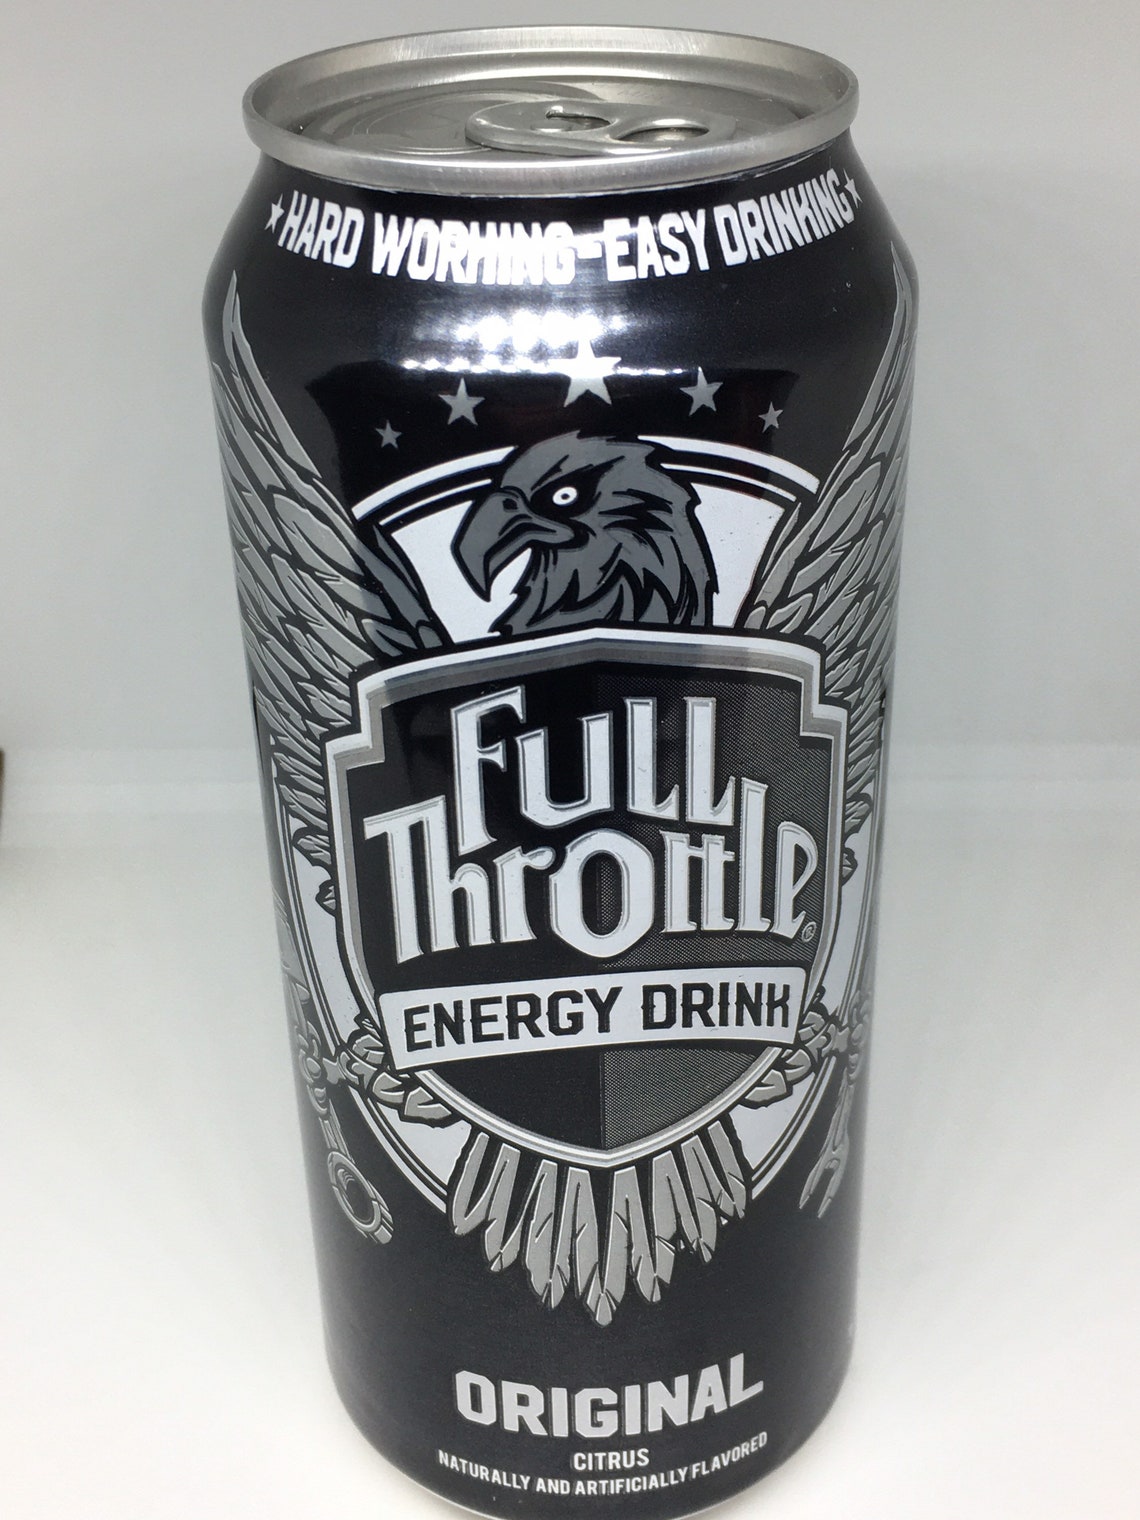 ★HARD WORKING-EASY DRINKING★
Full
Throttle®
ENERGY DRINK
ORIGINAL
CITRUS
NATURALLY AND ARTIFICIALLY FLAVORED